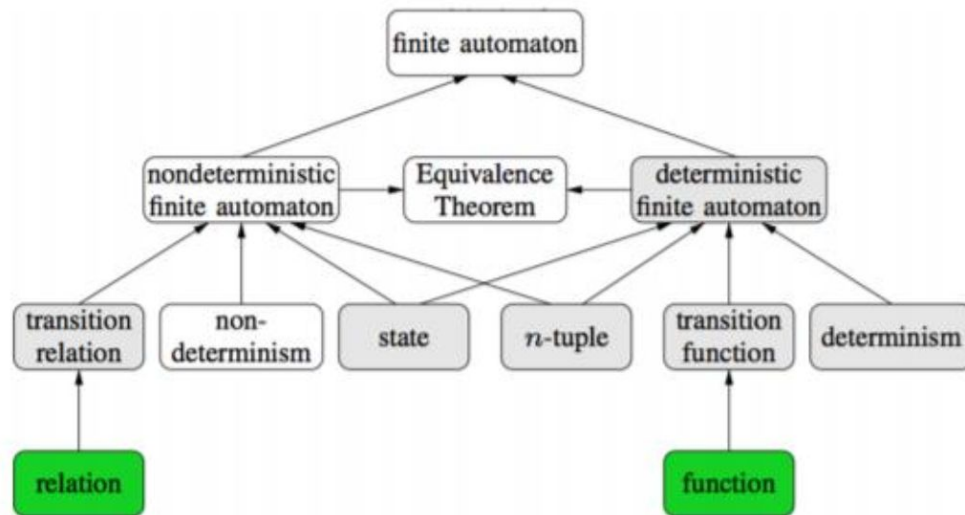 finite automaton
nondeterministic
finite automaton
Equivalence
Theorem
deterministic
finite automaton
transition
relation
non-
determinism
state
n-tuple
transition
function
determinism
relation
function